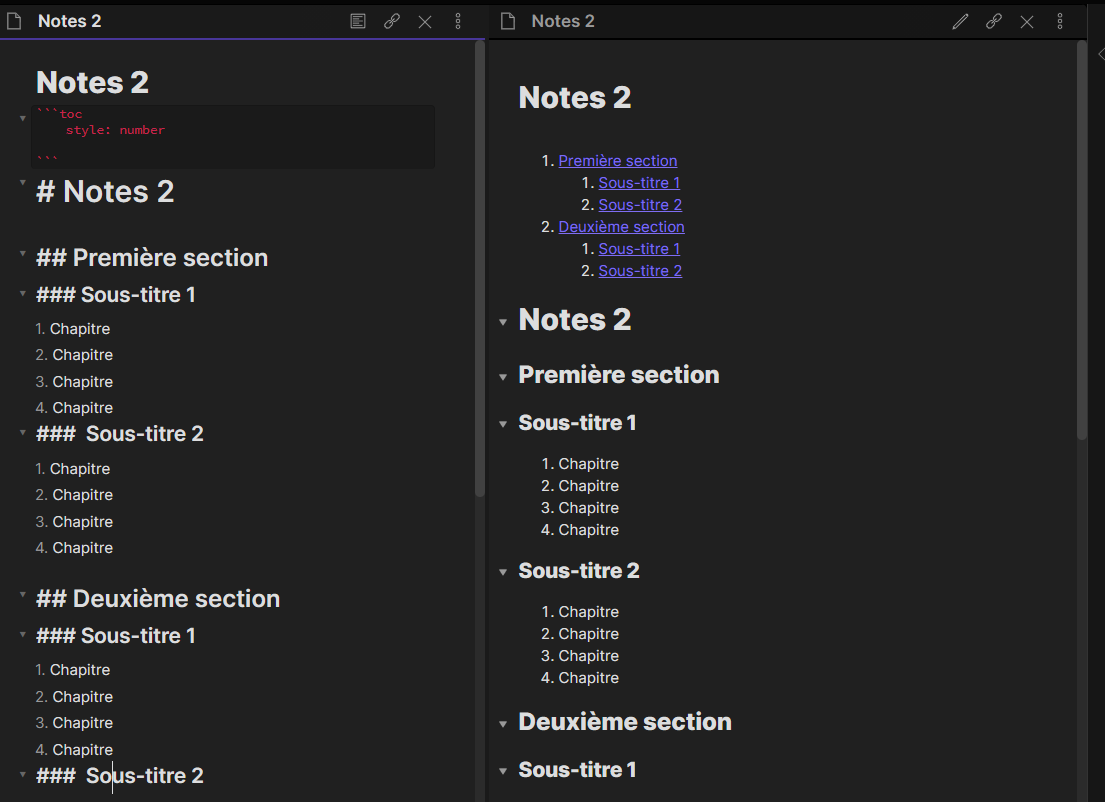 Notes 2
Notes 2
```toc
style: number
```
# Notes 2
## Première section
### Sous-titre 1
1. Chapitre
2. Chapitre
3. Chapitre
4. Chapitre
###  Sous-titre 2
1. Chapitre
2. Chapitre
3. Chapitre
4. Chapitre
## Deuxième section
### Sous-titre 1
1. Chapitre
2. Chapitre
3. Chapitre
4. Chapitre
###  Sous-titre 2
Notes 2
Notes 2
1. Première section
1. Sous-titre 1
2. Sous-titre 2
2. Deuxième section
1. Sous-titre 1
2. Sous-titre 2
Notes 2
Première section
Sous-titre 1
1. Chapitre
2. Chapitre
3. Chapitre
4. Chapitre
Sous-titre 2
1. Chapitre
2. Chapitre
3. Chapitre
4. Chapitre
Deuxième section
Sous-titre 1